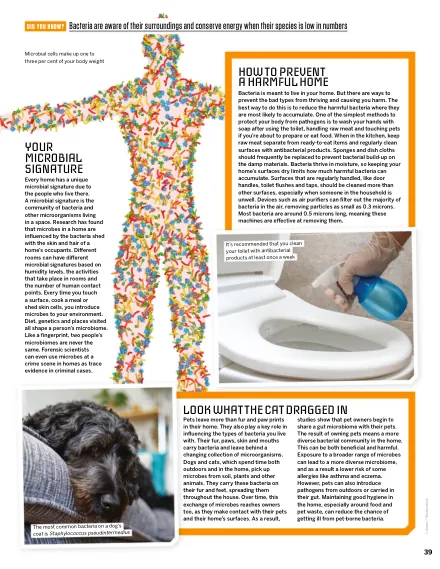 DID YOU KNOW? Bacteria are aware of their surroundings and conserve energy when their species is low in numbers
Microbial cells make up one to
three per cent of your body weight
YOUR
MICROBIAL
SIGNATURE
Every home has a unique
microbial signature due to
the people who live there.
A microbial signature is the
community of bacteria and
other microorganisms living
in a space. Research has found
that microbes in a home are
influenced by the bacteria shed
with the skin and hair of a
home's occupants. Different
rooms can have different
microbial signatures based on
humidity levels, the activities
that take place in rooms and
the number of human contact
points. Every time you touch
a surface, cook a meal or
shed skin cells, you introduce
microbes to your environment.
Diet, genetics and places visited
all shape a person's microbiome.
Like a fingerprint, two people's
microbiomes are never the
same. Forensic scientists
can even use microbes at a
crime scene in homes as trace
evidence in criminal cases.
HOW TO PREVENT
A HARMFUL HOME
Bacteria is meant to live in your home. But there are ways to
prevent the bad types from thriving and causing you harm. The
best way to do this is to reduce the harmful bacteria where they
are most likely to accumulate. One of the simplest methods to
protect your body from pathogens is to wash your hands with
soap after using the toilet, handling raw meat and touching pets
if you're about to prepare or eat food. When in the kitchen, keep
raw meat separate from ready-to-eat items and regularly clean
surfaces with antibacterial products. Sponges and dish cloths
should frequently be replaced to prevent bacterial build-up on
the damp materials. Bacteria thrive in moisture, so keeping
your home's surfaces dry limits how much harmful bacteria can
accumulate. Surfaces that are regularly handled, like door
handles, toilet flushes and taps, should be cleaned more than
other surfaces, especially when someone in the household is
unwell. Devices such as air purifiers can filter out the majority of
bacteria in the air, removing particles as small as 0.3 microns.
Most bacteria are around 0.5 microns long, meaning these
machines are effective at removing them.
It's recommended that you clean
your toilet with antibacterial
products at least once a week
LOOK WHAT THE CAT DRAGGED IN
Pets leave more than fur and paw prints
in their home. They also play a key role in
influencing the types of bacteria you live
with. Their fur, paws, skin and mouths
carry bacteria and leave behind a
changing collection of microorganisms.
Dogs and cats, which spend time both
outdoors and in the home, pick up
microbes from soil, plants and other
animals. They carry these bacteria on
their fur and feet, spreading them
throughout the house. Over time, this
exchange of microbes reaches owners
too, as they make contact with their pets
and their home's surfaces. As a result,
studies show that pet owners begin to
share a gut microbiome with their pets.
The result of owning pets means a more
diverse bacterial community in the home.
This can be both beneficial and harmful.
Exposure to a broader range of microbes
can lead to a more diverse microbiome,
and as a result a lower risk of some
allergies like asthma and eczema.
However, pets can also introduce
pathogens from outdoors or carried in
their gut. Maintaining good hygiene in
the home, especially around food and
pet waste, can reduce the chance of
getting ill from pet-borne bacteria.
The most common bacteria on a dog's
coat is Staphylococcus pseudintermedius
39